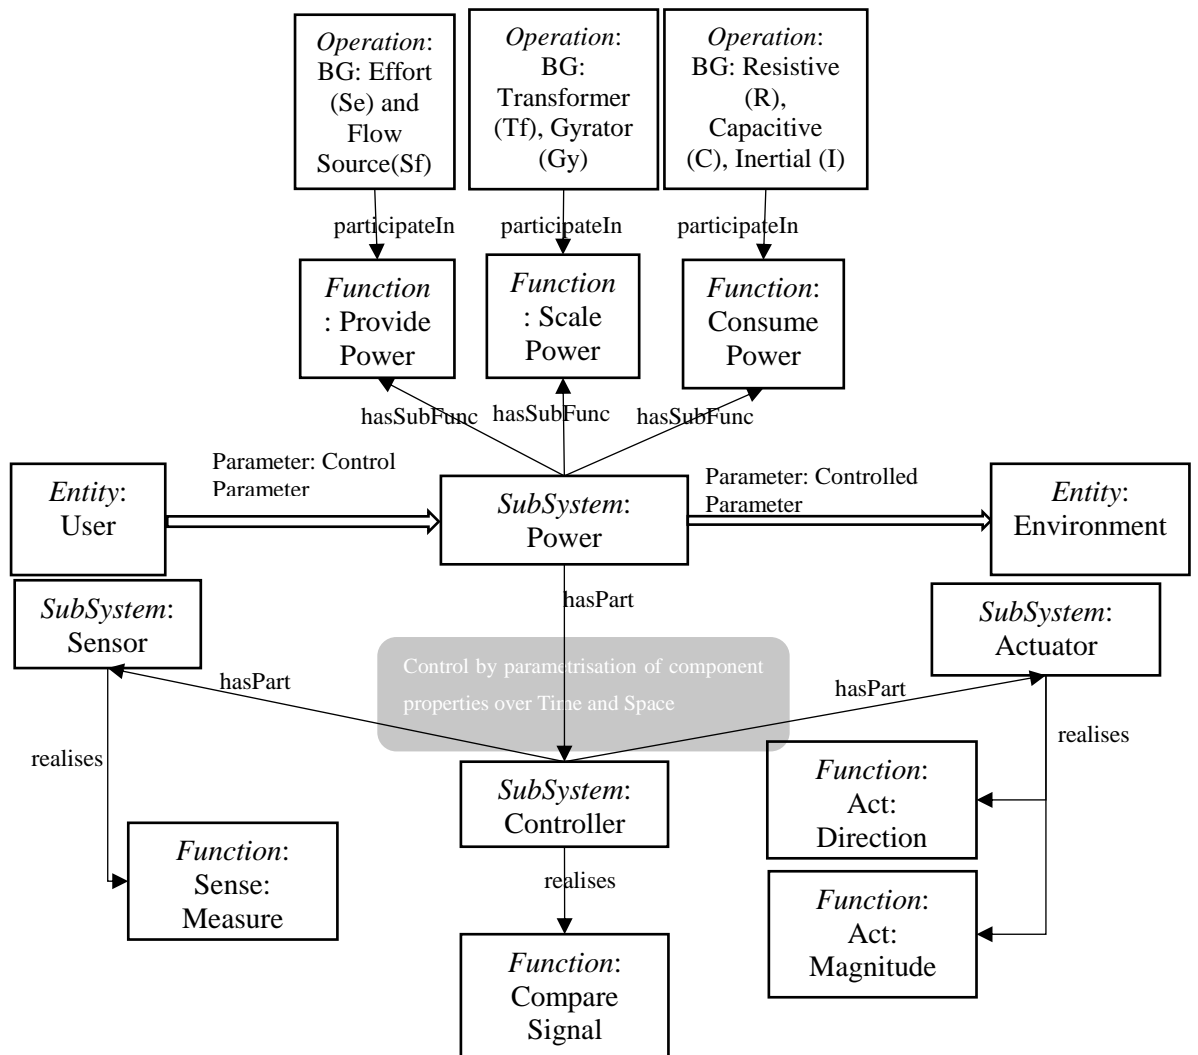 Operation:
BG: Effort
(Se) and
Flow
Source(Sf)
Operation:
BG:
Transformer
(Tf), Gyrator
(Gy)
Operation:
BG: Resistive
(R),
Capacitive
(C), Inertial (I)
participateIn
participateIn
participateIn
Function
: Provide
Power
Function
: Scale
Power
Function:
Consume
Power
hasSubFunc
hasSubFunc
hasSubFunc
Entity:
User
Parameter: Control
Parameter
SubSystem:
Power
Parameter: Controlled
Parameter
Entity:
Environment
SubSystem:
Sensor
hasPart
SubSystem:
Actuator
hasPart
Control by parametrisation of component
properties over Time and Space
hasPart
realises
realises
SubSystem:
Controller
Function:
Act:
Direction
Function:
Sense:
Measure
realises
Function:
Act:
Magnitude
Function:
Compare
Signal